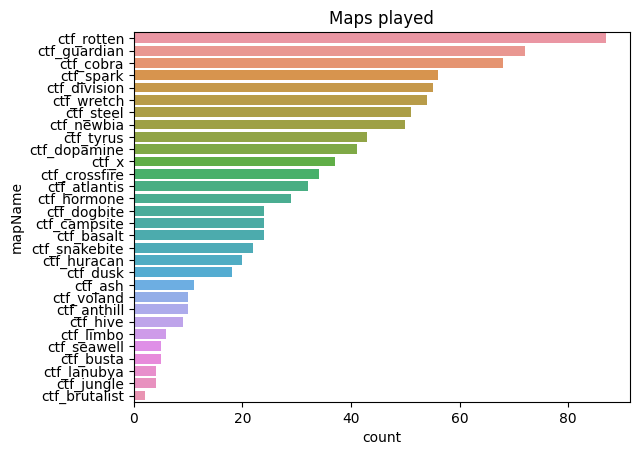 Maps played
ctf_rotten
ctf_guardian
ctf_cobra
ctf_spark
ctf_division
ctf_wretch
ctf_steel
ctf_newbia
ctf_tyrus
ctf_dopamine
ctf_x
ctf_crossfire
ctf_atlantis
ctf_hormone
ctf_dogbite
ctf_campsite
ctf_basalt
ctf_snakebite
ctf_huracan
ctf_dusk
ctf_ash
ctf_voland
ctf_anthill
ctf_hive
ctf_limbo
ctf_seawell
ctf_busta
ctf_lanubya
ctf_jungle
ctf_brutalist
mapName
0 20 40 60 80
count